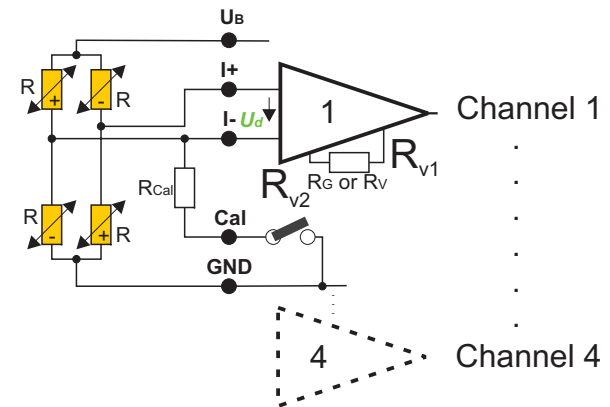 UB
I+
R
+
-
R
1
Channel 1
I-
Ud
Rv1
RG or RV
Rv2
RCal
Cal
R
-
R
+
GND
4
Channel 4